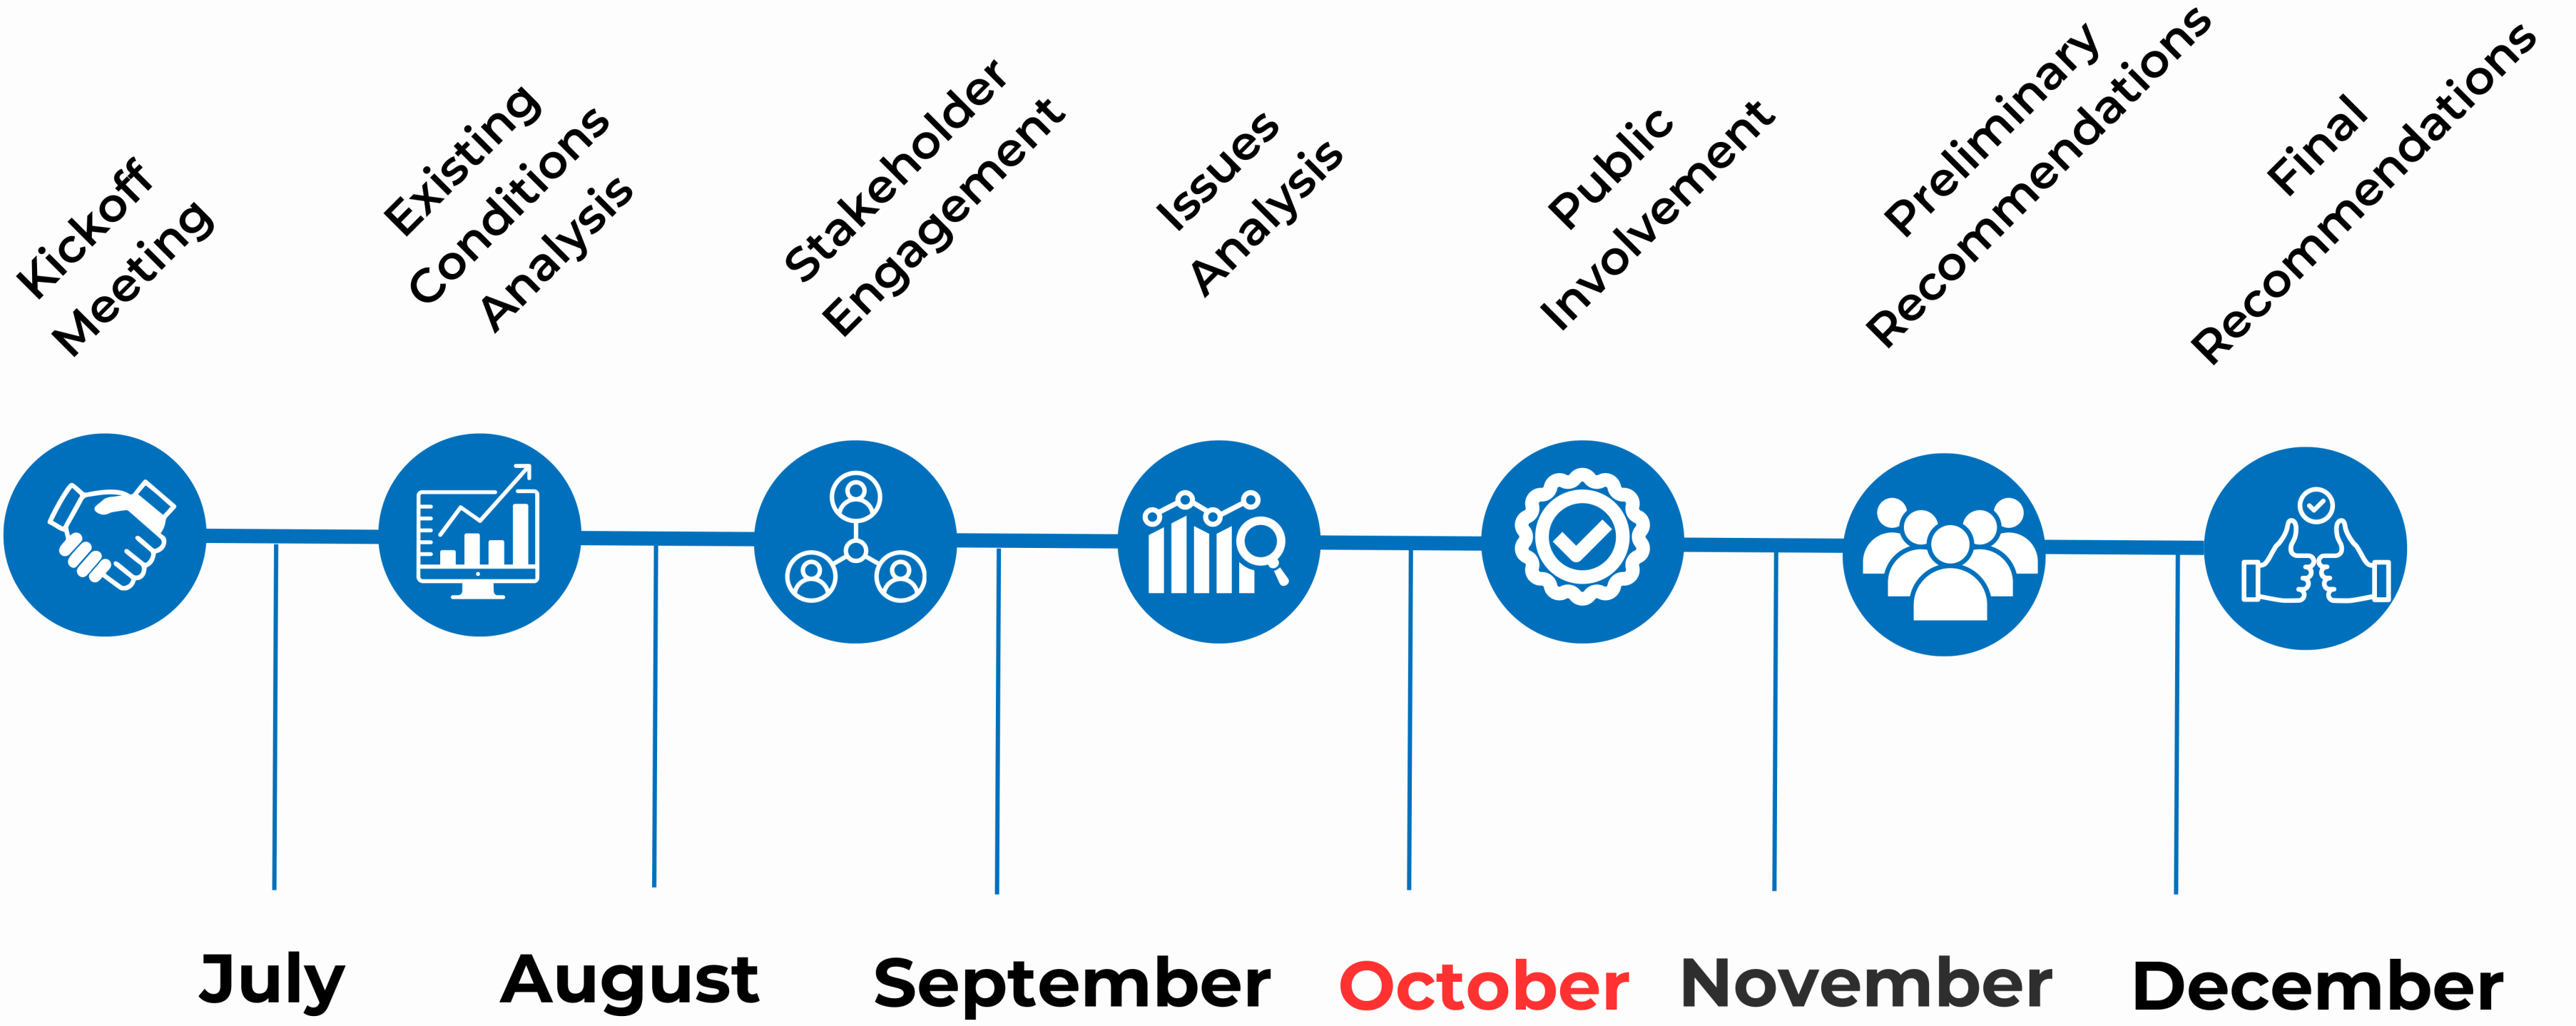 Kickoff
Meeting
Existing
Conditions
Analysis
Stakeholder
Engagement
Issues
Analysis
Public
Involvement
Preliminary
Recommendations
Final
Recommendations
July
August
September
October
November
December